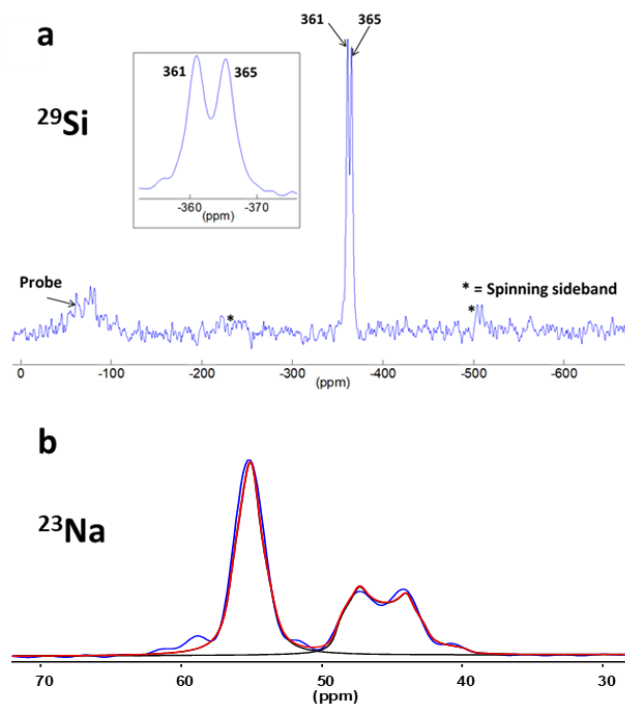 a
361 365
361 365
²⁹Si
-360 -370
(ppm)
Probe
* = Spinning sideband
* *
0 -100 -200 -300 -400 -500 -600
(ppm)
b
²³Na
70 60 50 40 30
(ppm)